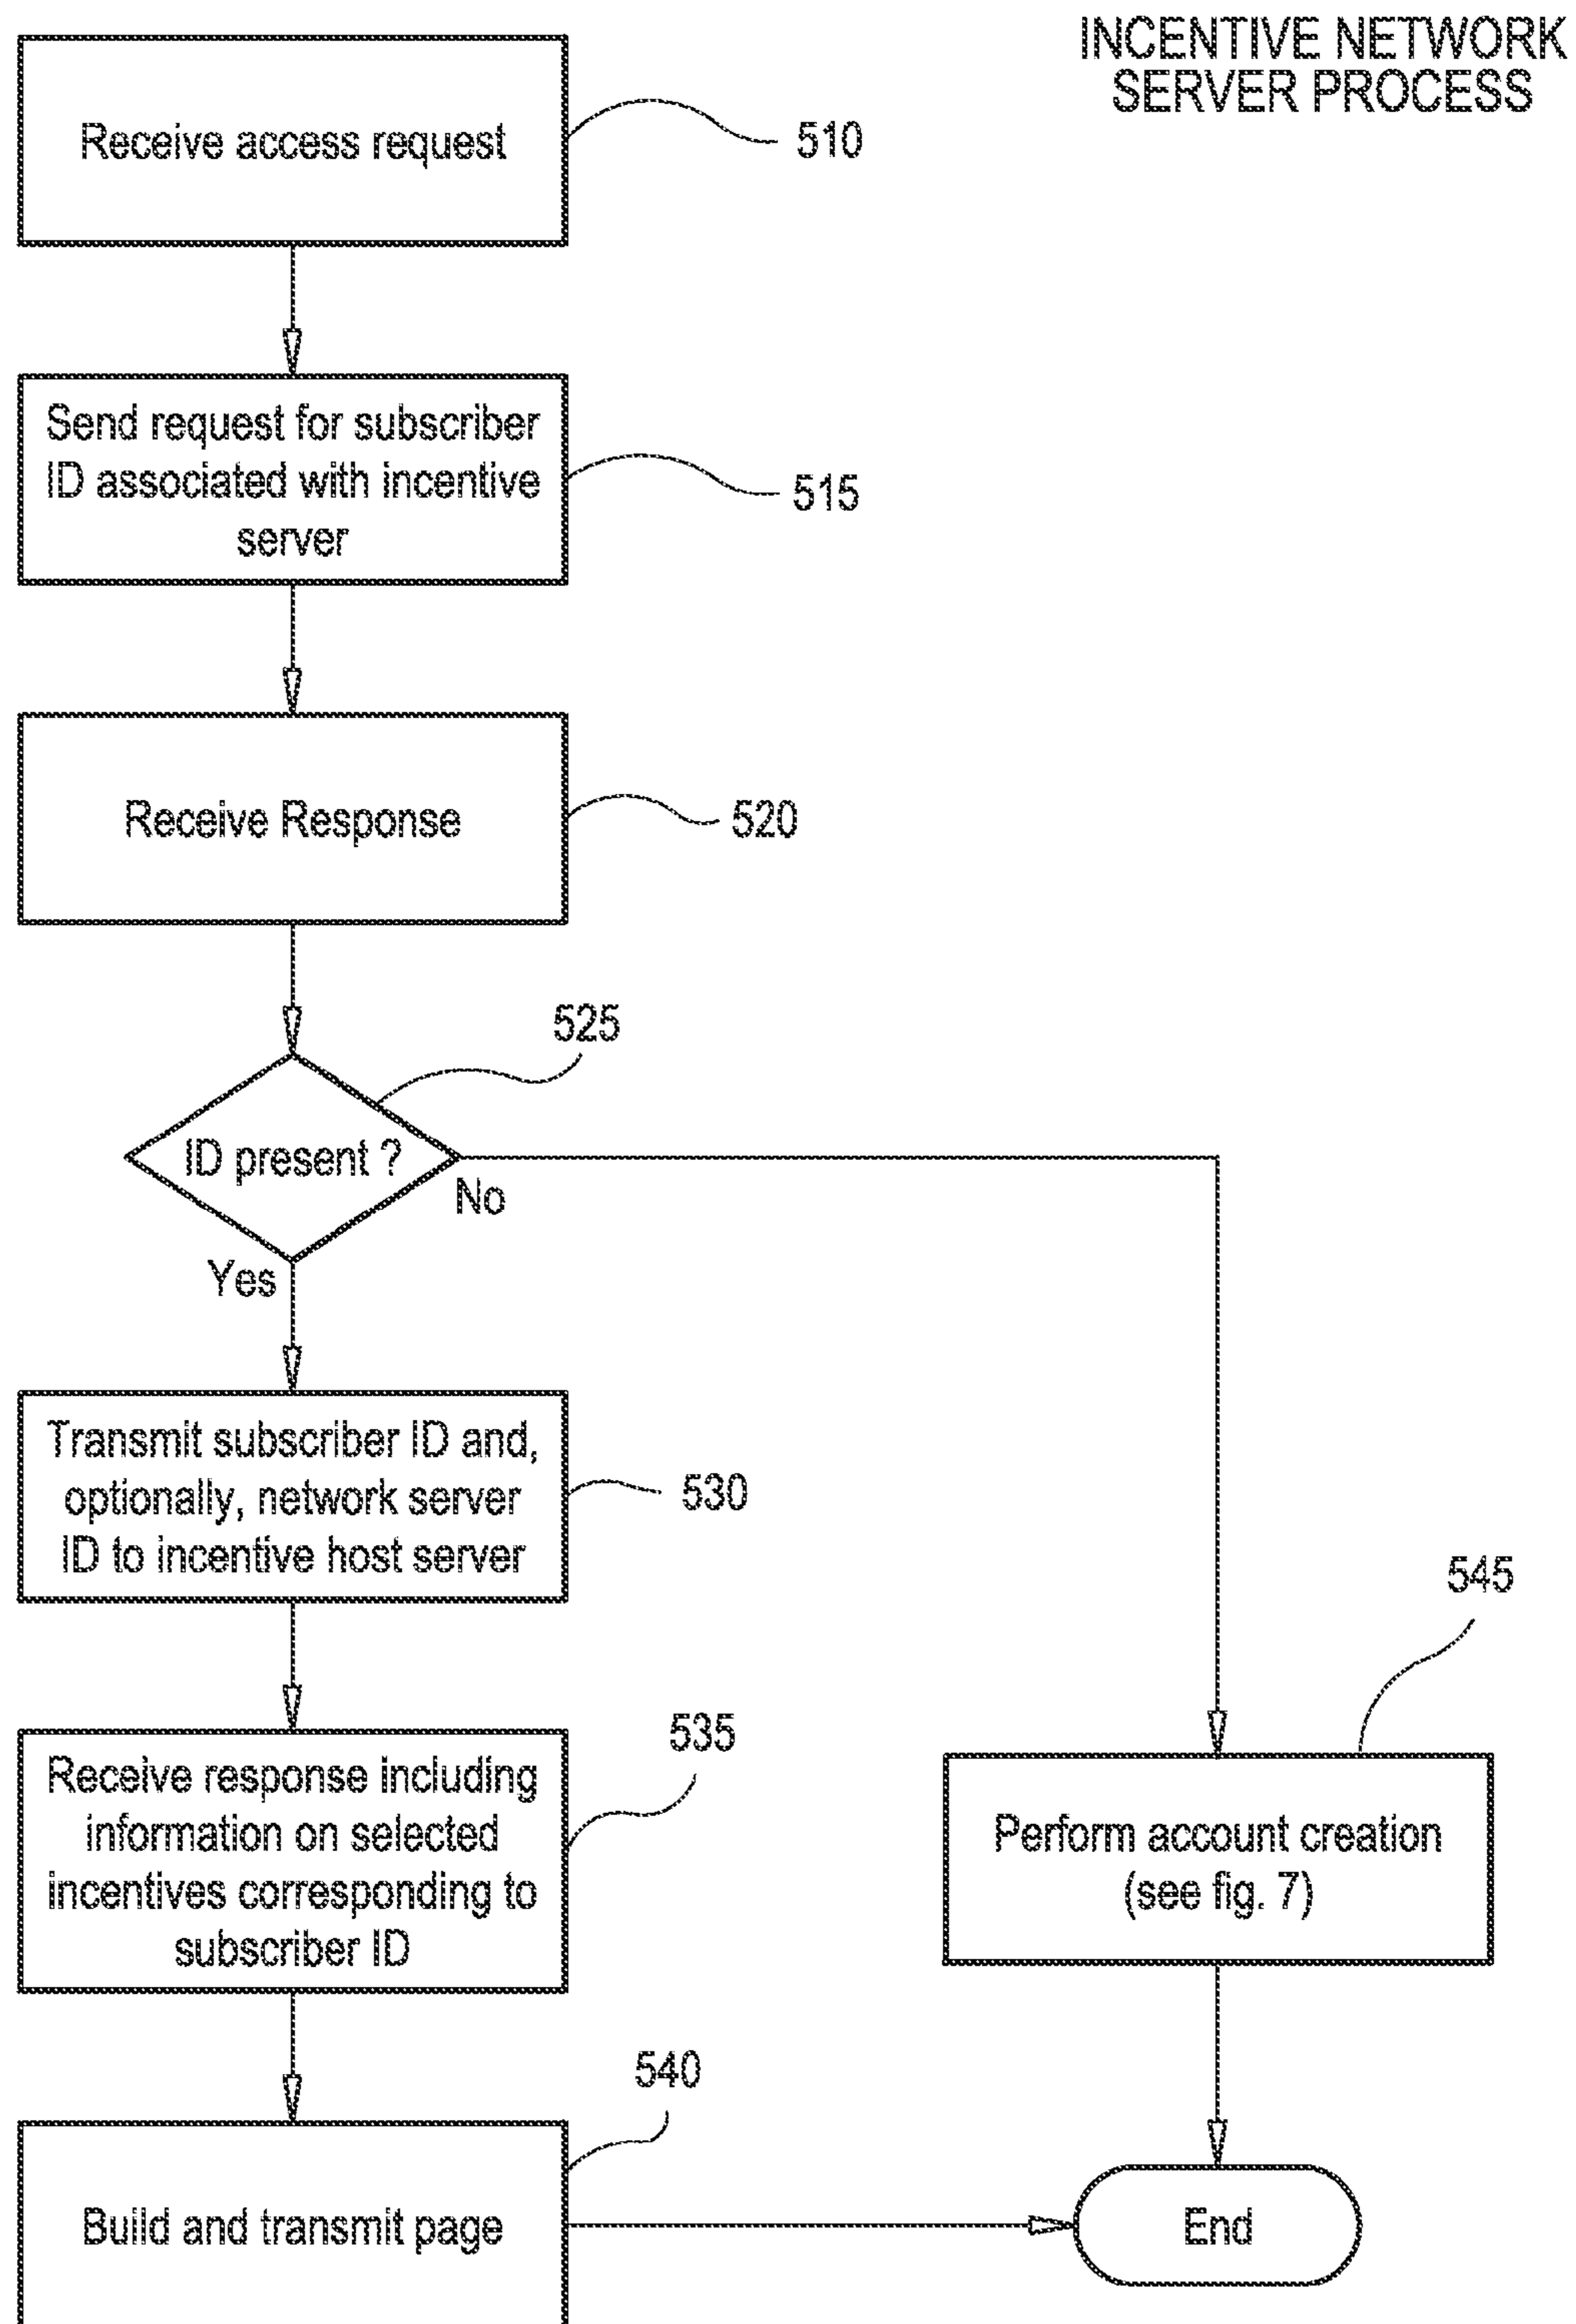 INCENTIVE NETWORK
SERVER PROCESS
Receive access request
510
Send request for subscriber
ID associated with incentive
server
515
Receive Response
520
525
ID present ?
No
Yes
Transmit subscriber ID and,
optionally, network server
ID to incentive host server
530
545
535
Receive response including
information on selected
incentives corresponding to
subscriber ID
Perform account creation
(see fig. 7)
540
Build and transmit page
End